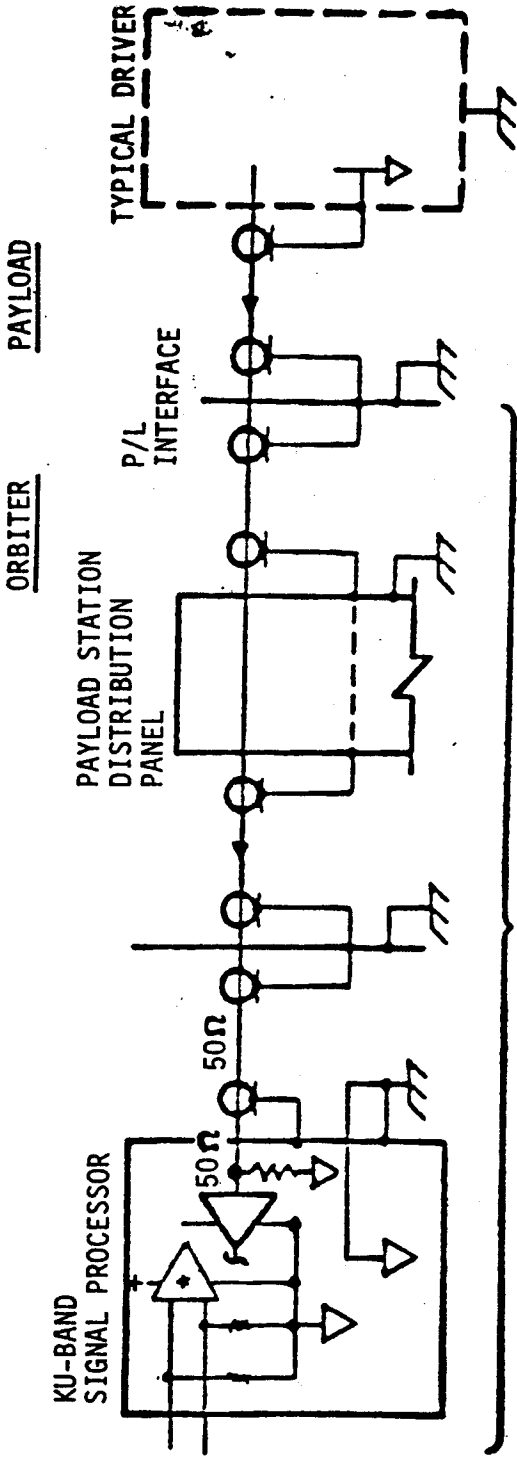 ORBITER
PAYLOAD
KU-BAND
SIGNAL PROCESSOR
PAYLOAD STATION
DISTRIBUTION
PANEL
P/L
INTERFACE
TYPICAL DRIVER
50Ω
50Ω
+
*